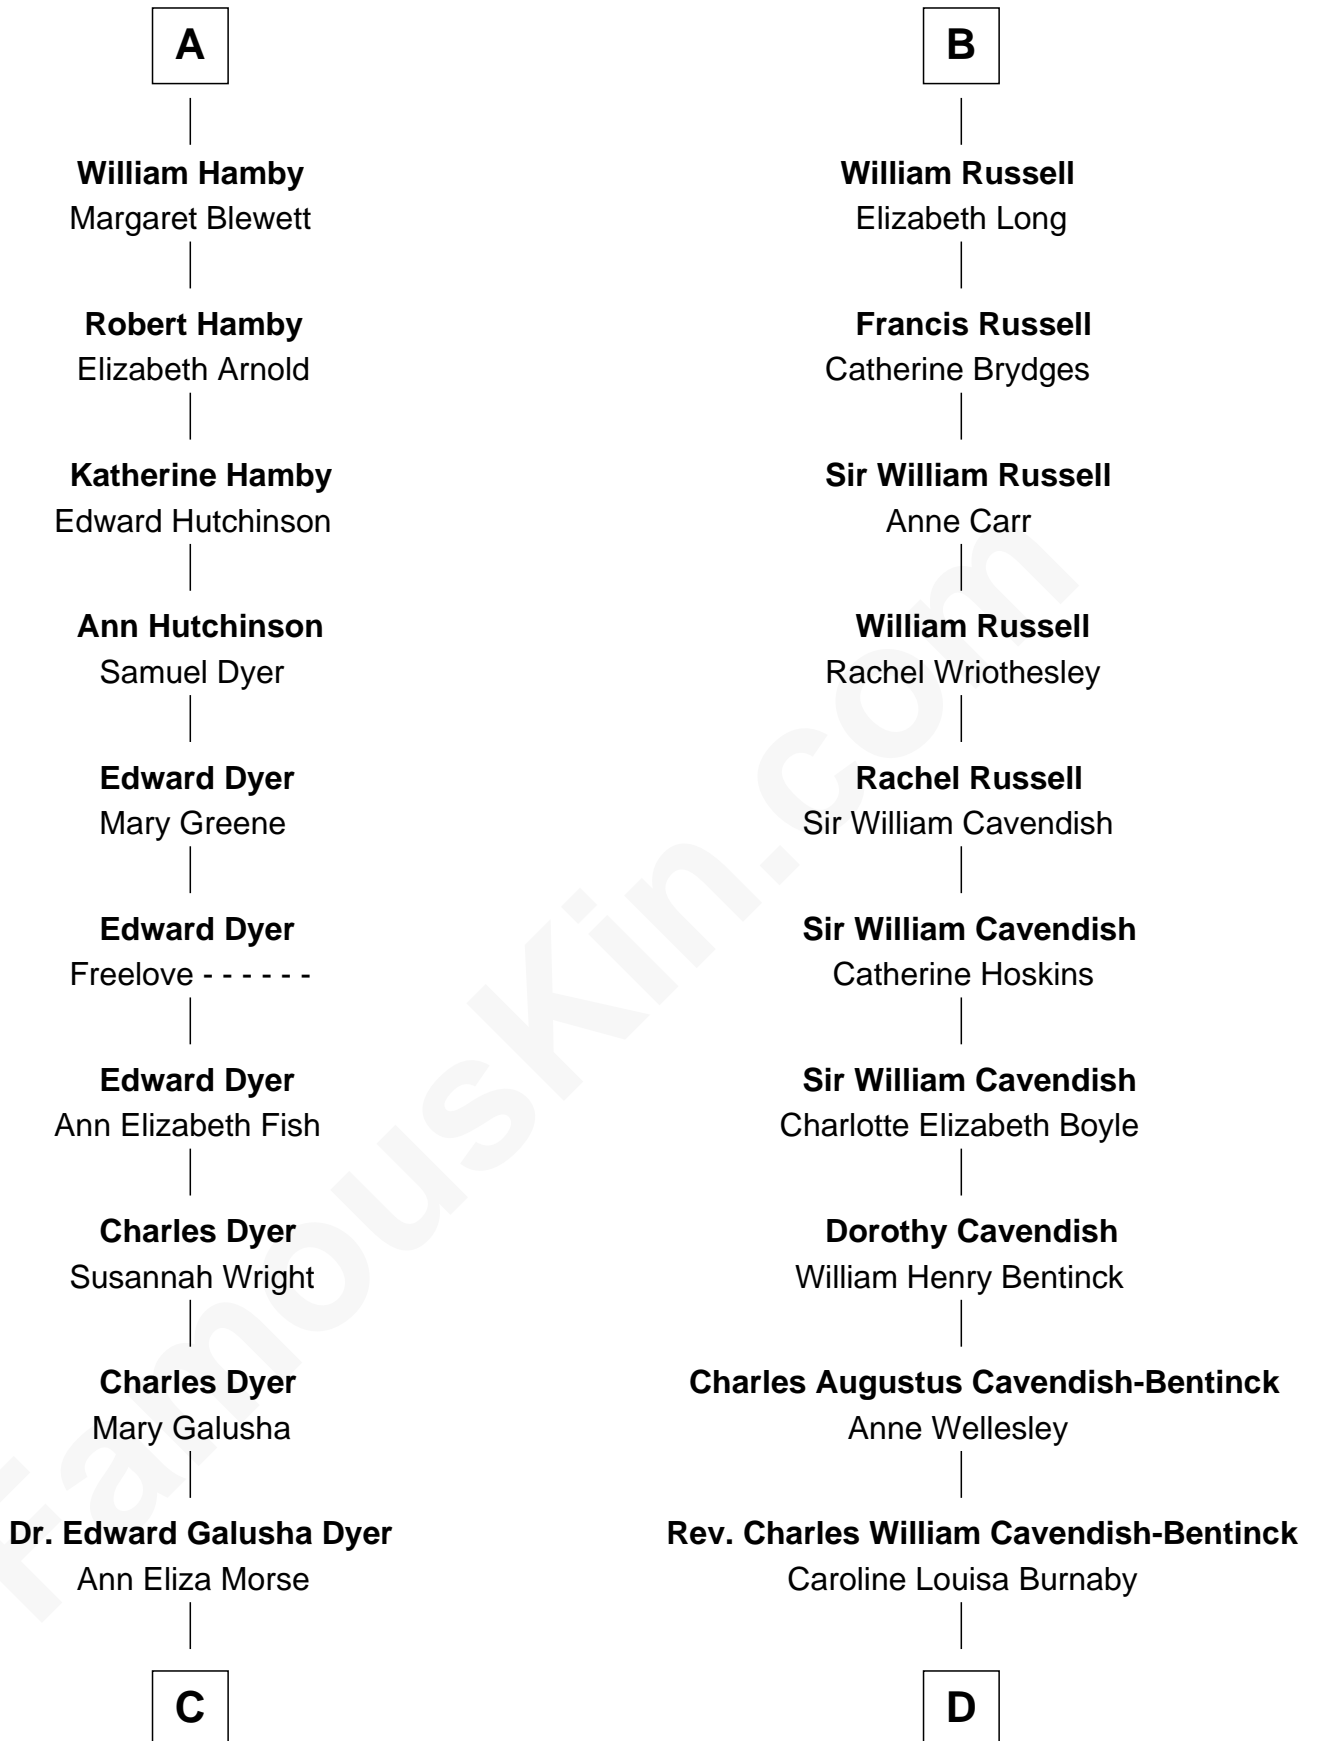 A
William Hamby
Margaret Blewett
Robert Hamby
Elizabeth Arnold
Katherine Hamby
Edward Hutchinson
Ann Hutchinson
Samuel Dyer
Edward Dyer
Mary Greene
Edward Dyer
Freelove - - - - - -
Edward Dyer
Ann Elizabeth Fish
Charles Dyer
Susannah Wright
Charles Dyer
Mary Galusha
Dr. Edward Galusha Dyer
Ann Eliza Morse
C
B
William Russell
Elizabeth Long
Francis Russell
Catherine Brydges
Sir William Russell
Anne Carr
William Russell
Rachel Wriothesley
Rachel Russell
Sir William Cavendish
Sir William Cavendish
Catherine Hoskins
Sir William Cavendish
Charlotte Elizabeth Boyle
Dorothy Cavendish
William Henry Bentinck
Charles Augustus Cavendish-Bentinck
Anne Wellesley
Rev. Charles William Cavendish-Bentinck
Caroline Louisa Burnaby
D
FamousKin.com